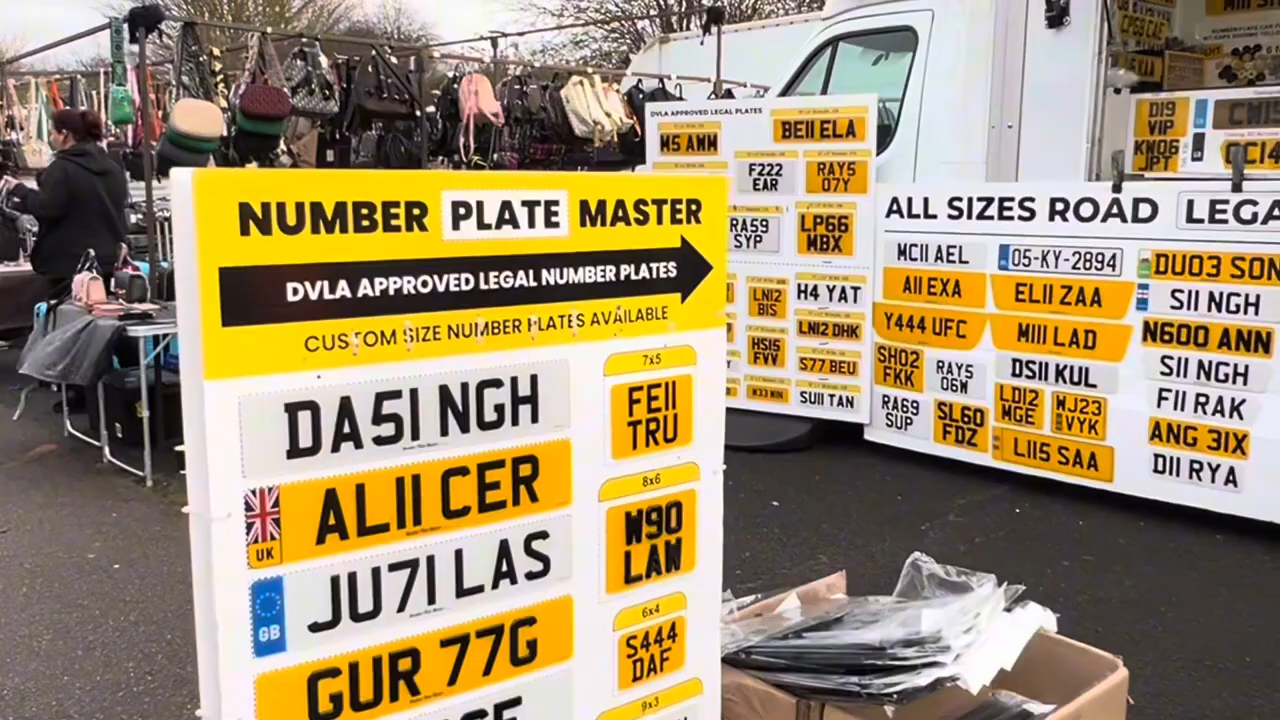 NUMBER PLATE MASTER
DVLA APPROVED LEGAL NUMBER PLATES
CUSTOM SIZE NUMBER PLATES AVAILABLE
DA51 NGH
UK
AL11 CER
GB
JU71 LAS
GUR 77G
7x5
FE11
TRU
8x6
W90
LAW
6x4
S444
DAF
9x3
DVLA APPROVED LEGAL PLATES
M5 AWM
BE11 ELA
F222
EAR
RAY5
07Y
RA59
SYP
LP66
MBX
LN12
BIS
H4 YAT
LN12 DHK
HS15
FVV
S77 BEU
SU11 TAN
ALL SIZES ROAD LEGA
MC11 AEL
05-KY-2894
DU03 SON
A11 EXA
EL11 ZAA
S11 NGH
Y444 UFC
M111 LAD
N600 ANN
SH02
FKK
RAY5
06W
DS11 KUL
S11 NGH
LD12
MGE
WJ23
VYK
F11 RAK
RA69
SUP
SL60
FDZ
L115 SAA
ANG 31X
D11 RYA
D19
VIP
KW06
JPT